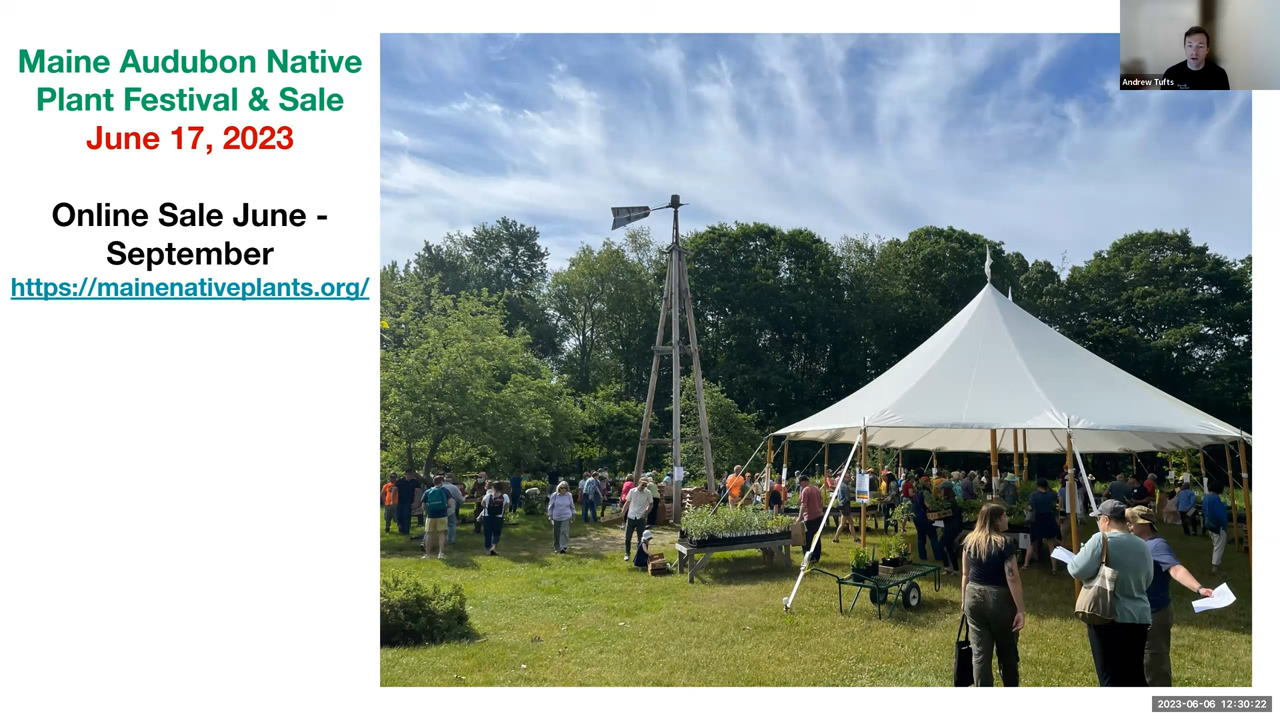 Maine Audubon Native
Plant Festival & Sale
June 17, 2023
Online Sale June -
September
https://mainenativeplants.org/
Andrew Tufts
2023-06-06 12:30:22